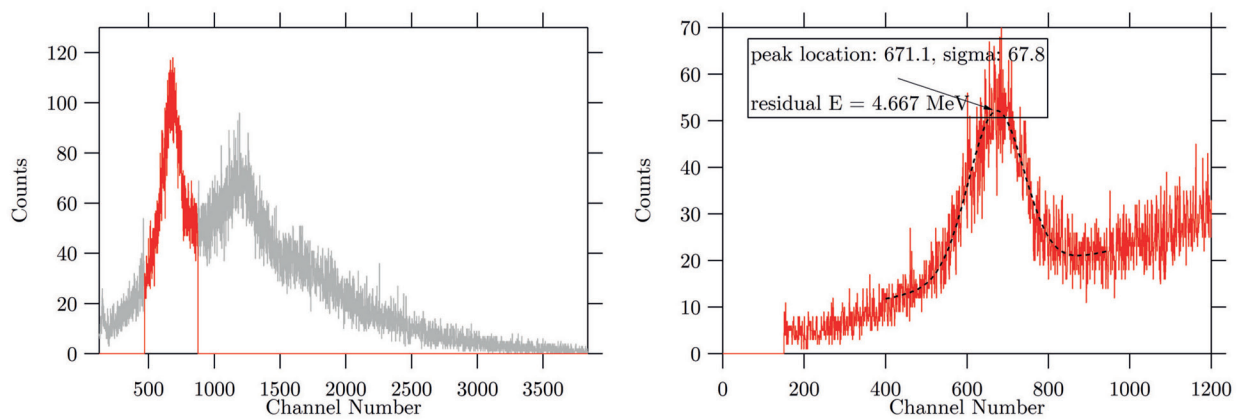 120
100
80
60
40
20
0
Counts
500 1000 1500 2000 2500 3000 3500
Channel Number
70
60
50
40
30
20
10
0
Counts
peak location: 671.1, sigma: 67.8
residual E = 4.667 MeV
0 200 400 600 800 1000 1200
Channel Number